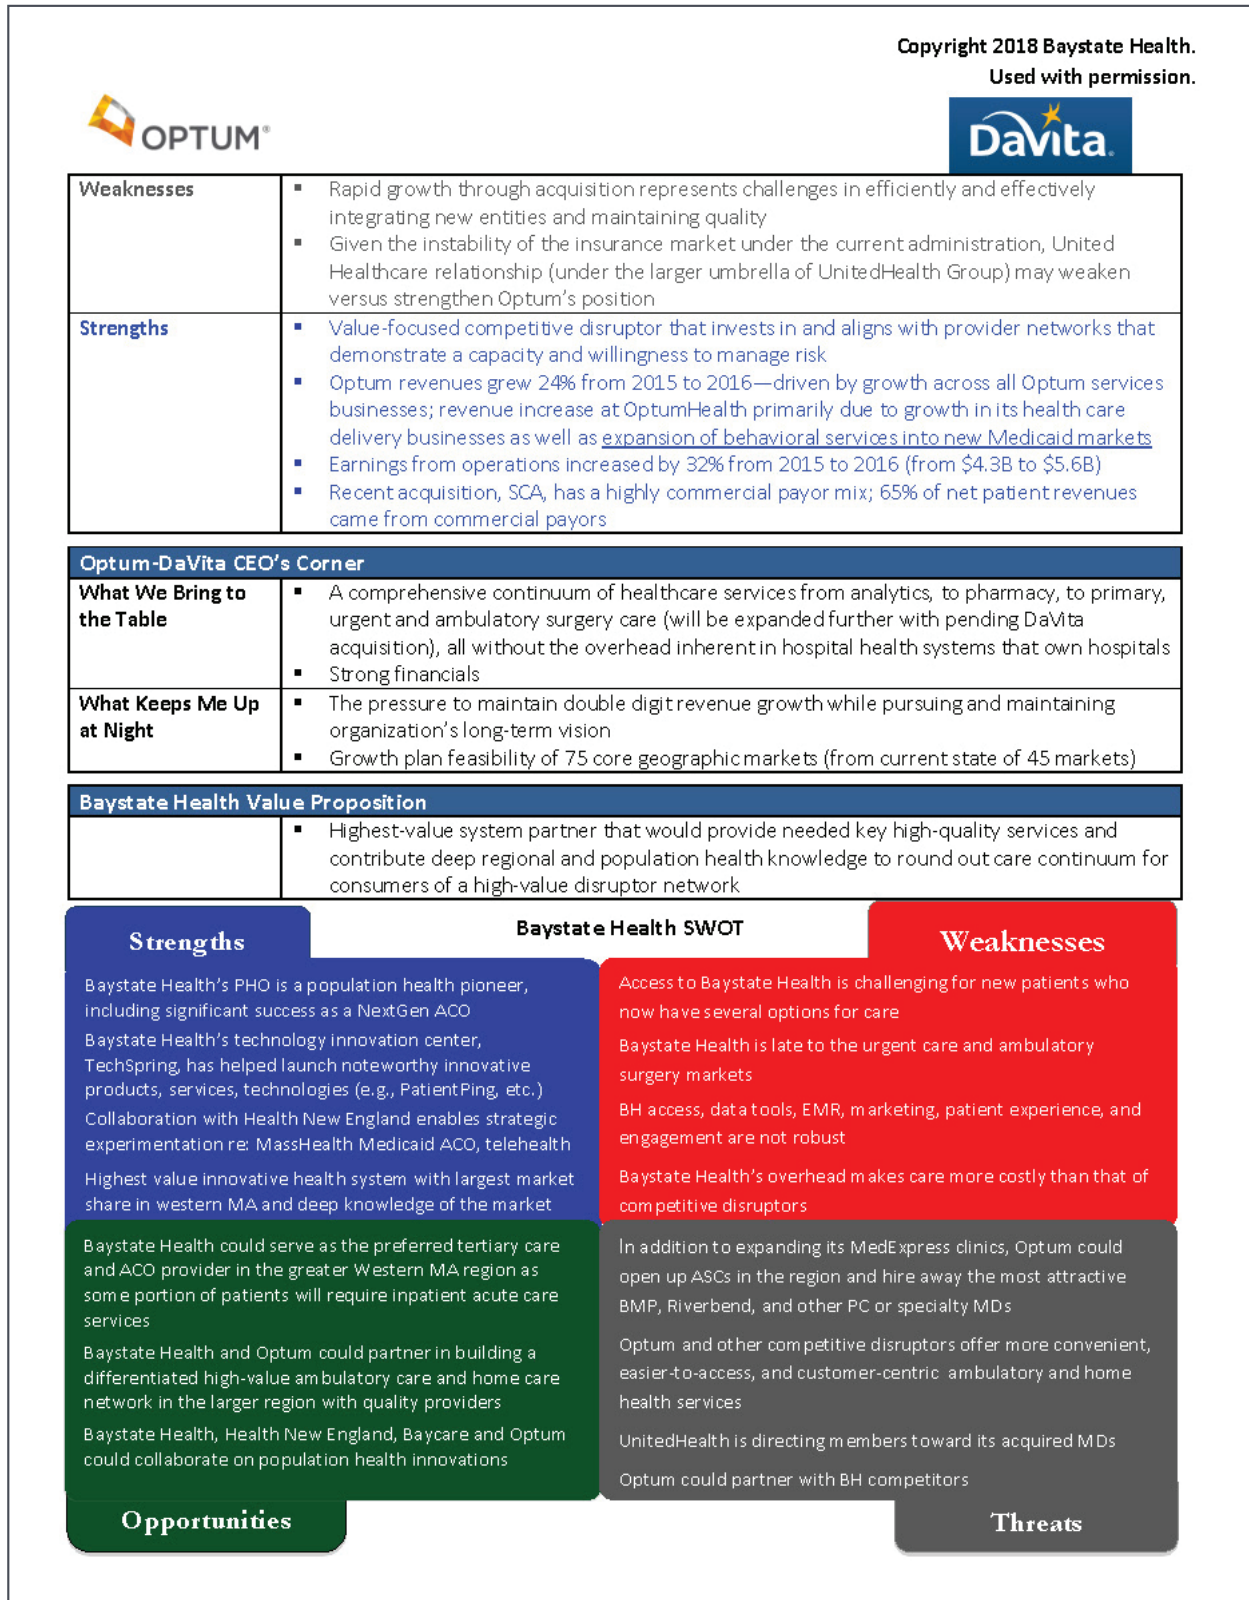 Copyright 2018 Baystate Health.
Used with permission.
OPTUM®
DaVita.
Weaknesses
▪ Rapid growth through acquisition represents challenges in efficiently and effectively
integrating new entities and maintaining quality
▪ Given the instability of the insurance market under the current administration, United
Healthcare relationship (under the larger umbrella of UnitedHealth Group) may weaken
versus strengthen Optum's position
Strengths
▪ Value-focused competitive disruptor that invests in and aligns with provider networks that
demonstrate a capacity and willingness to manage risk
▪ Optum revenues grew 24% from 2015 to 2016—driven by growth across all Optum services
businesses; revenue increase at OptumHealth primarily due to growth in its health care
delivery businesses as well as expansion of behavioral services into new Medicaid markets
▪ Earnings from operations increased by 32% from 2015 to 2016 (from $4.3B to $5.6B)
▪ Recent acquisition, SCA, has a highly commercial payor mix; 65% of net patient revenues
came from commercial payors
Optum-DaVita CEO's Corner
What We Bring to
the Table
▪ A comprehensive continuum of healthcare services from analytics, to pharmacy, to primary,
urgent and ambulatory surgery care (will be expanded further with pending DaVita
acquisition), all without the overhead inherent in hospital health systems that own hospitals
▪ Strong financials
What Keeps Me Up
at Night
▪ The pressure to maintain double digit revenue growth while pursuing and maintaining
organization's long-term vision
▪ Growth plan feasibility of 75 core geographic markets (from current state of 45 markets)
Baystate Health Value Proposition
▪ Highest-value system partner that would provide needed key high-quality services and
contribute deep regional and population health knowledge to round out care continuum for
consumers of a high-value disruptor network
Baystate Health SWOT
Strengths
Baystate Health's PHO is a population health pioneer,
including significant success as a NextGen ACO
Baystate Health's technology innovation center,
TechSpring, has helped launch noteworthy innovative
products, services, technologies (e.g., PatientPing, etc.)
Collaboration with Health New England enables strategic
experimentation re: MassHealth Medicaid ACO, telehealth
Highest value innovative health system with largest market
share in western MA and deep knowledge of the market
Weaknesses
Access to Baystate Health is challenging for new patients who
now have several options for care
Baystate Health is late to the urgent care and ambulatory
surgery markets
BH access, data tools, EMR, marketing, patient experience, and
engagement are not robust
Baystate Health's overhead makes care more costly than that of
competitive disruptors
Baystate Health could serve as the preferred tertiary care
and ACO provider in the greater Western MA region as
some portion of patients will require inpatient acute care
services
Baystate Health and Optum could partner in building a
differentiated high-value ambulatory care and home care
network in the larger region with quality providers
Baystate Health, Health New England, Baycare and Optum
could collaborate on population health innovations
Opportunities
In addition to expanding its MedExpress clinics, Optum could
open up ASCs in the region and hire away the most attractive
BMP, Riverbend, and other PC or specialty MDs
Optum and other competitive disruptors offer more convenient,
easier-to-access, and customer-centric ambulatory and home
health services
UnitedHealth is directing members toward its acquired MDs
Optum could partner with BH competitors
Threats